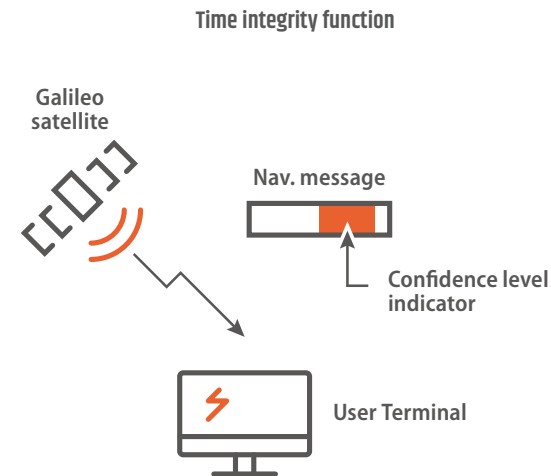 Time integrity function
Galileo
satellite
Nav. message
Confidence level
indicator
User Terminal